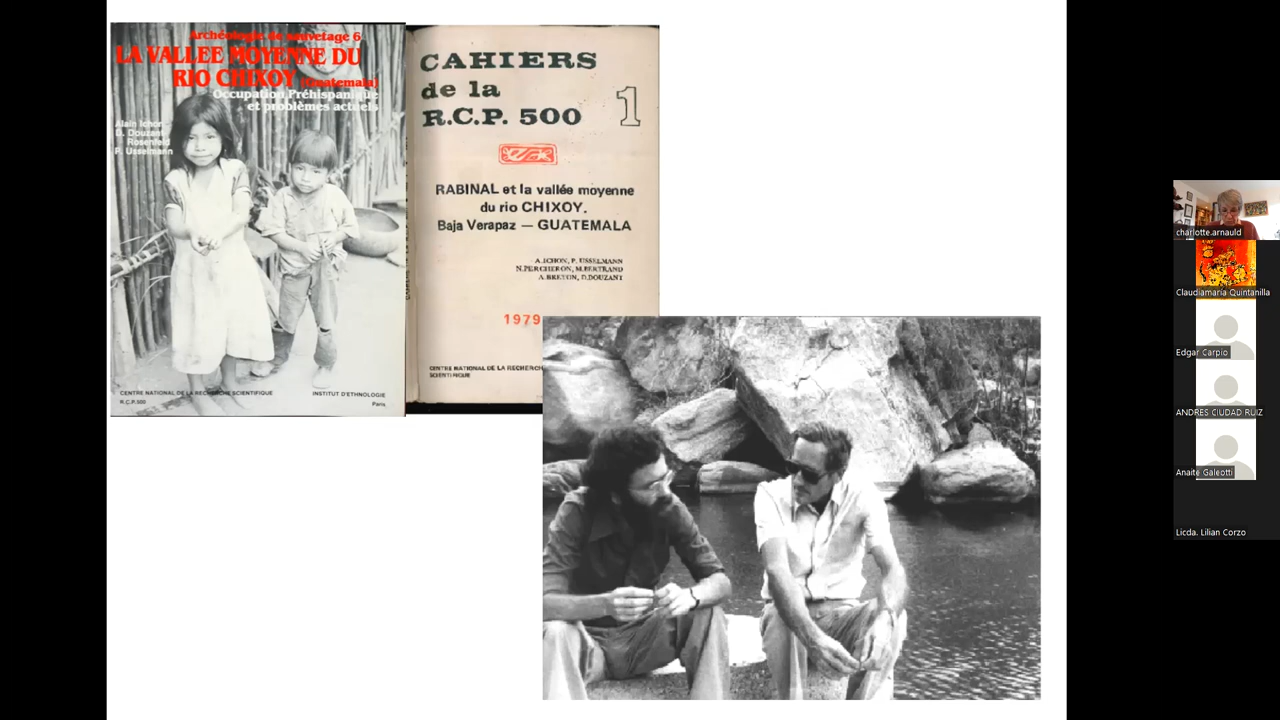 Archéologie de sauvetage 6
LA VALLEE MOYENNE DU
RIO CHIXOY (Guatemala)
Occupation Préhispanique
et problèmes actuels
Alain Ichon
D. Douzant
Rosenfeld
P. Usselmann
CENTRE NATIONAL DE LA RECHERCHE SCIENTIFIQUE
R.C.P. 500
INSTITUT D'ETHNOLOGIE
Paris
CAHIERS
de la
R.C.P. 500
1
RABINAL et la vallée moyenne
du rio CHIXOY.
Baja Verapaz — GUATEMALA
A.ICHON, P. USSELMANN
N.PERCHERON, M.BERTRAND
A.BRETON, D.DOUZANT
1979
CENTRE NATIONAL DE LA RECHERCH
SCIENTIFIQUE
charlotte.arnauld
Claudiamaría Quintanilla
Edgar Carpio
ANDRES CIUDAD RUIZ
Anaité Galeotti
Licda. Lilian Corzo